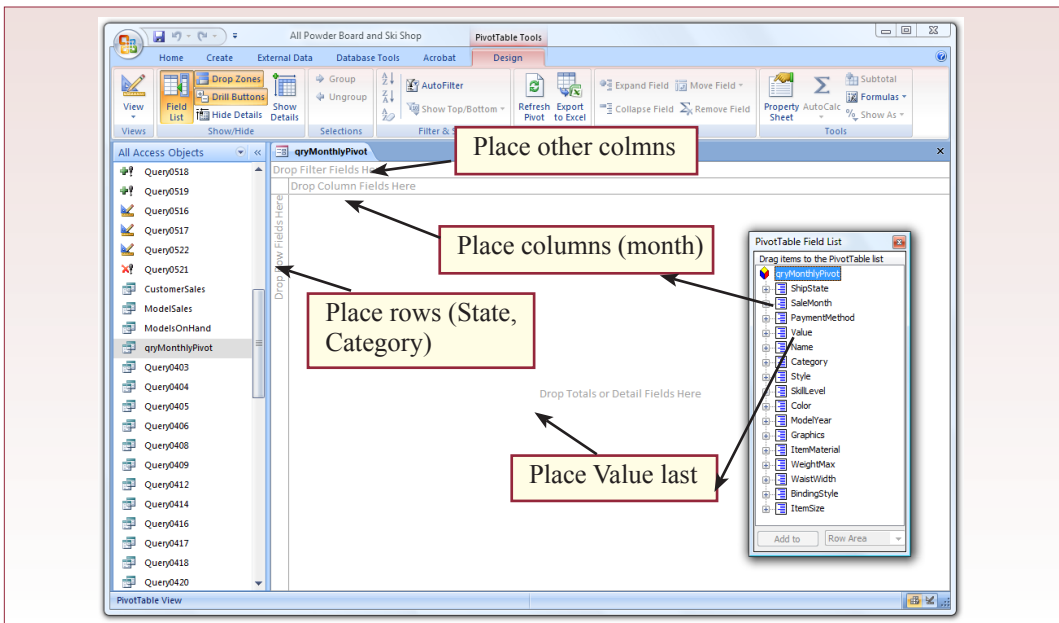 All Powder Board and Ski Shop
PivotTable Tools
Home Create External Data Database Tools Acrobat Design
View
Field List
Drop Zones
Drill Buttons
Hide Details
Show Details
Group
Ungroup
AutoFilter
Show Top/Bottom
Refresh Pivot
Export to Excel
Expand Field
Collapse Field
Move Field
Remove Field
Property Sheet
AutoCalc
Subtotal
Formulas
Show As
Views Show/Hide Selections Filter & S Tools
All Access Objects
qryMonthlyPivot
Query0518
Query0519
Query0516
Query0517
Query0522
Query0521
CustomerSales
ModelSales
ModelsOnHand
qryMonthlyPivot
Query0403
Query0404
Query0405
Query0406
Query0408
Query0409
Query0412
Query0414
Query0416
Query0417
Query0418
Query0420
Drop Filter Fields He
Drop Column Fields Here
Drop Row Fields Here
Drop Totals or Detail Fields Here
Place other colmns
Place columns (month)
Place rows (State,
Category)
Place Value last
PivotTable Field List
Drag items to the PivotTable list
qryMonthlyPivot
ShipState
SaleMonth
PaymentMethod
Value
Name
Category
Style
SkillLevel
Color
ModelYear
Graphics
ItemMaterial
WeightMax
WaistWidth
BindingStyle
ItemSize
Add to
Row Area
PivotTable View